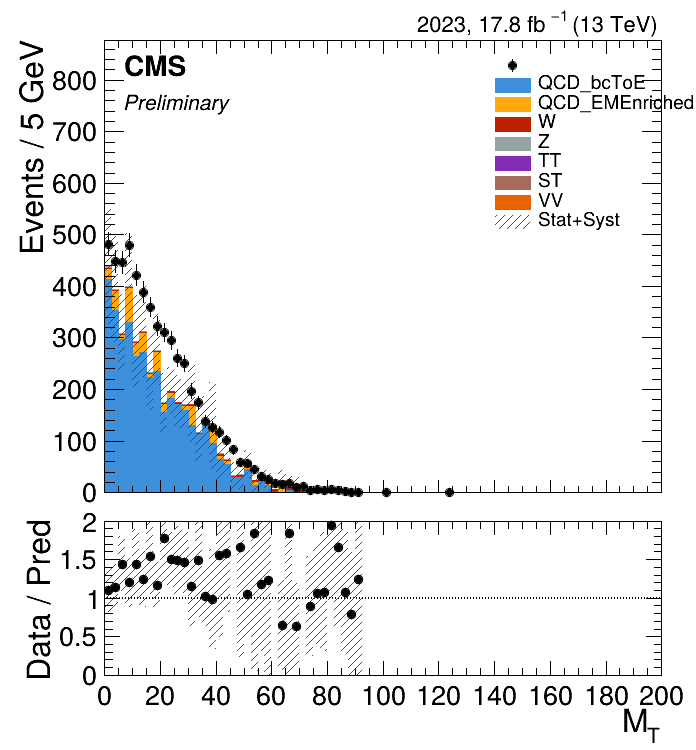 2023, 17.8 fb⁻¹ (13 TeV)
CMS
Preliminary
Events / 5 GeV
800
700
600
500
400
300
200
100
0
QCD_bcToE
QCD_EMEnriched
W
Z
TT
ST
VV
Stat+Syst
Data / Pred
2
1.5
1
0.5
0
0 20 40 60 80 100 120 140 160 180 200
M_T